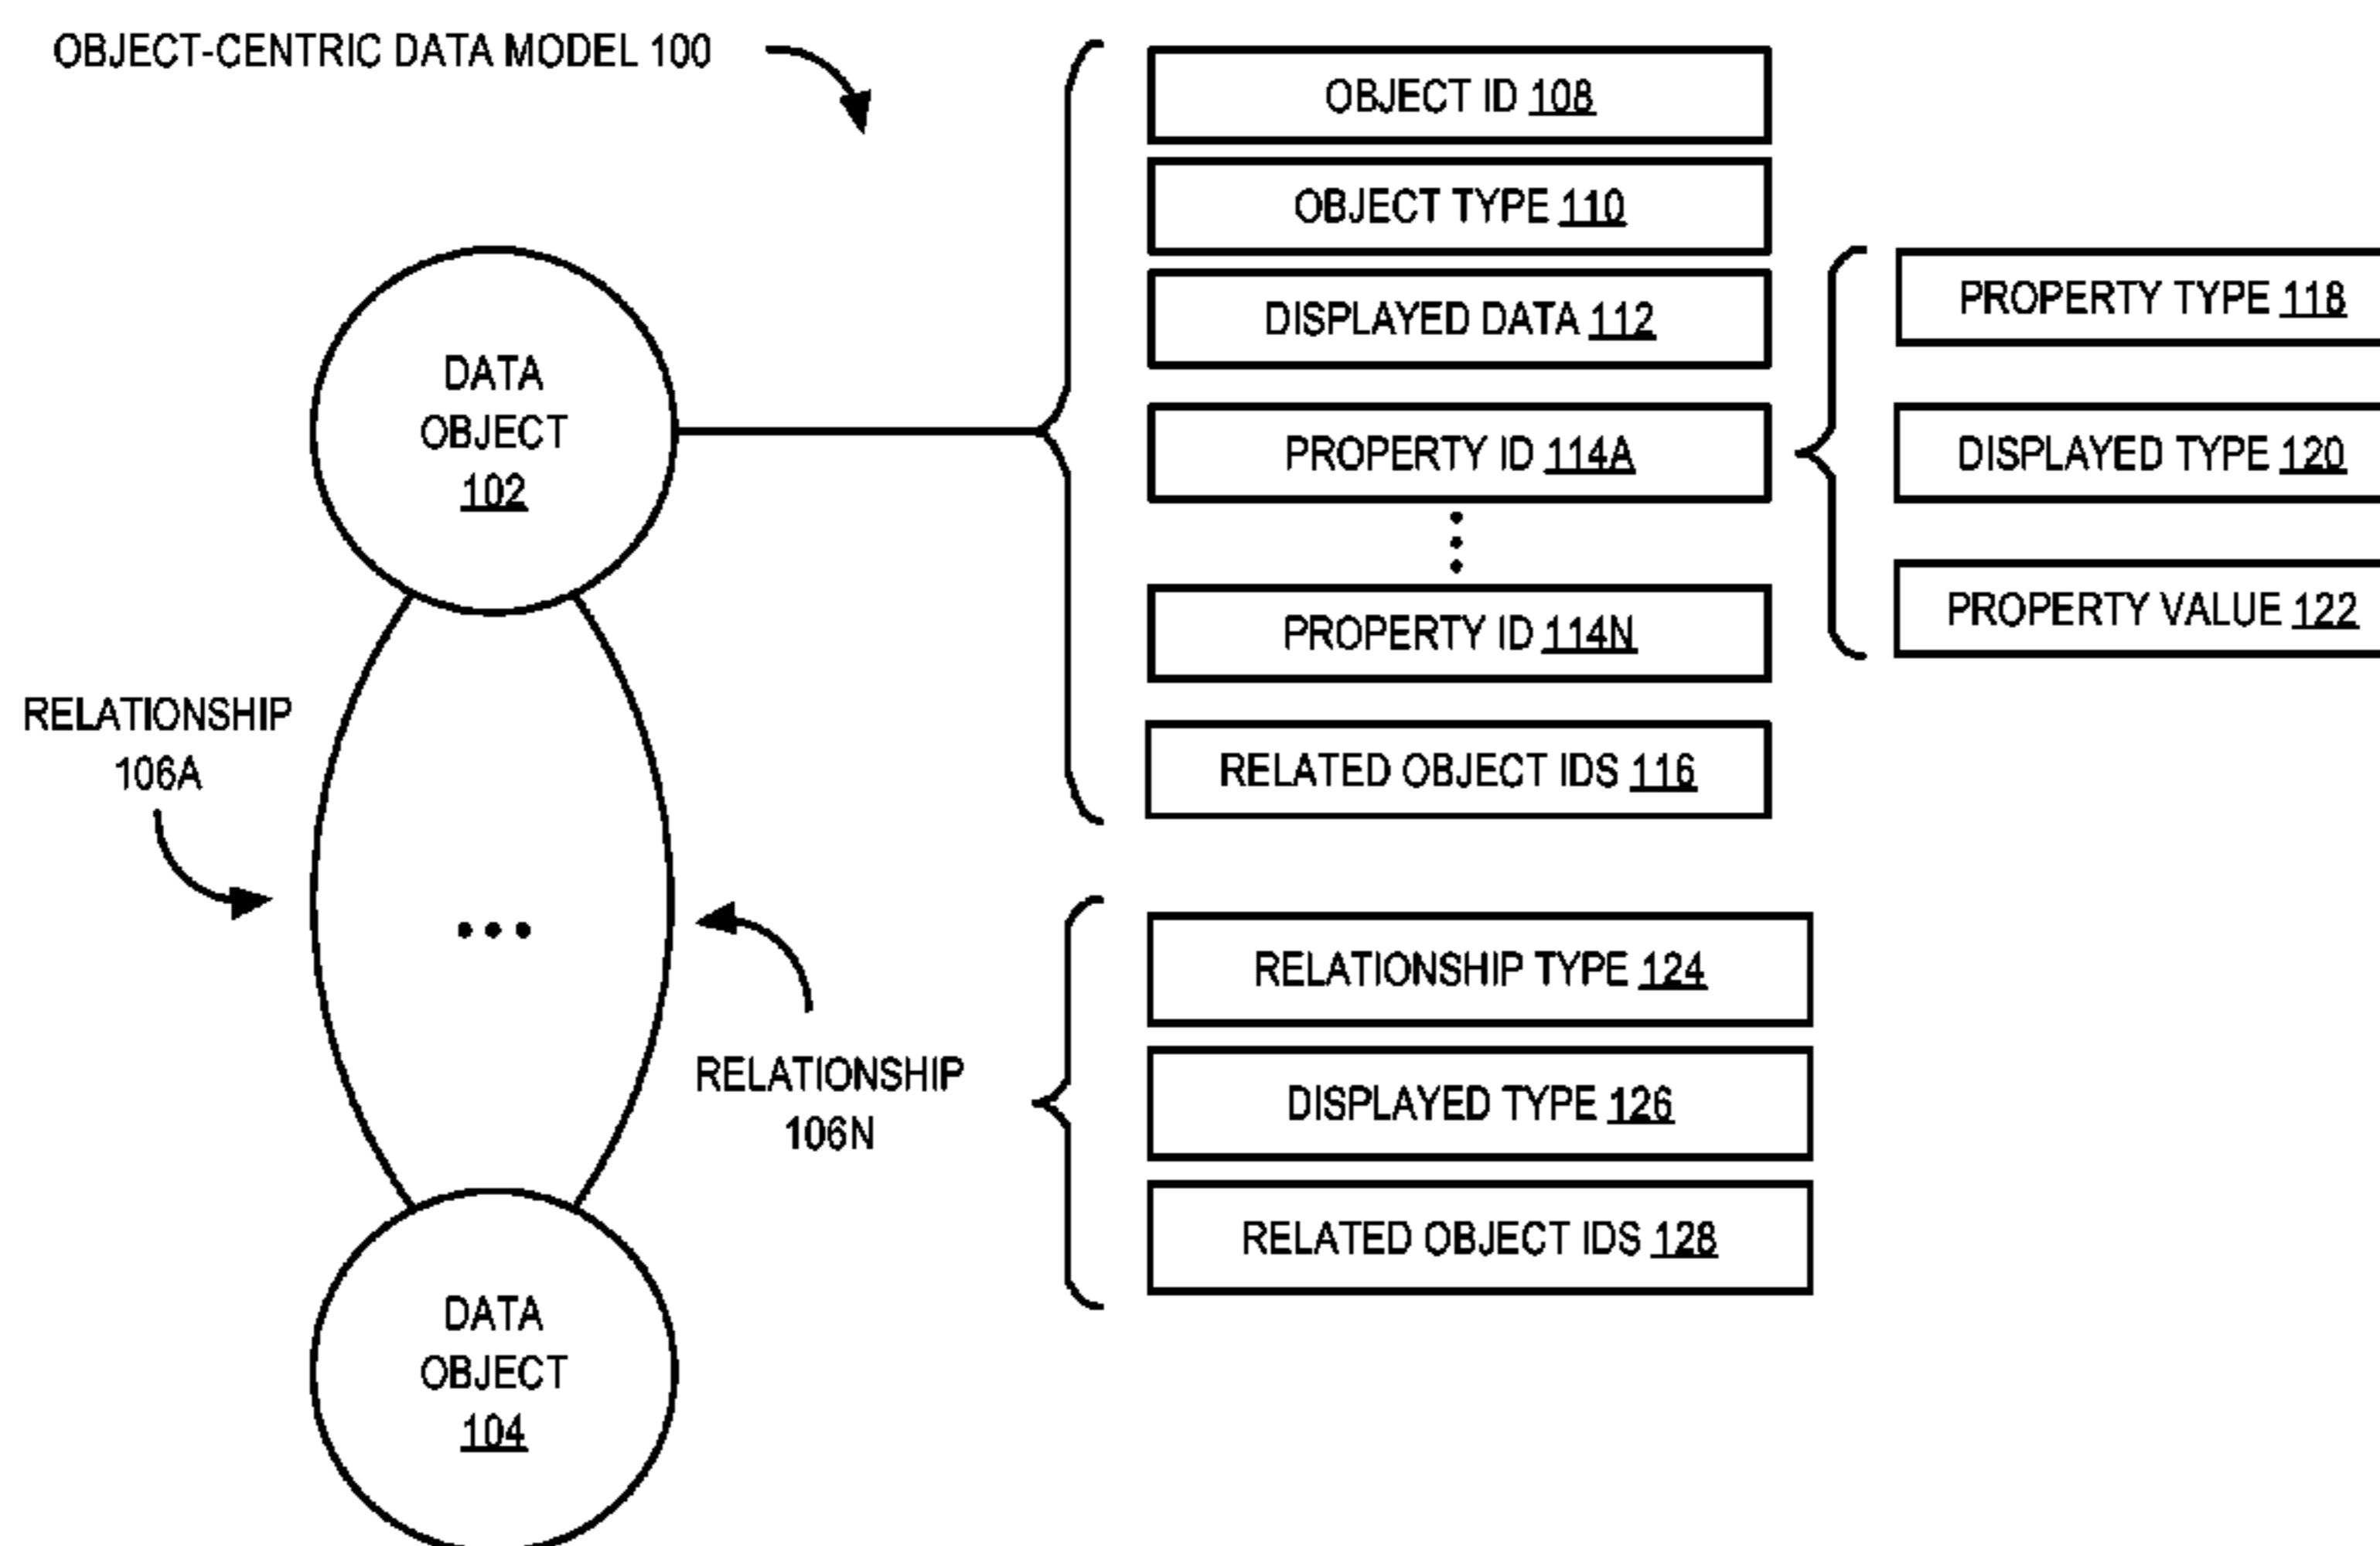 OBJECT-CENTRIC DATA MODEL 100
OBJECT ID 108
OBJECT TYPE 110
DISPLAYED DATA 112
PROPERTY ID 114A
PROPERTY ID 114N
RELATED OBJECT IDS 116
PROPERTY TYPE 118
DISPLAYED TYPE 120
PROPERTY VALUE 122
DATA
OBJECT
102
RELATIONSHIP
106A
...
RELATIONSHIP
106N
RELATIONSHIP TYPE 124
DISPLAYED TYPE 126
RELATED OBJECT IDS 128
DATA
OBJECT
104